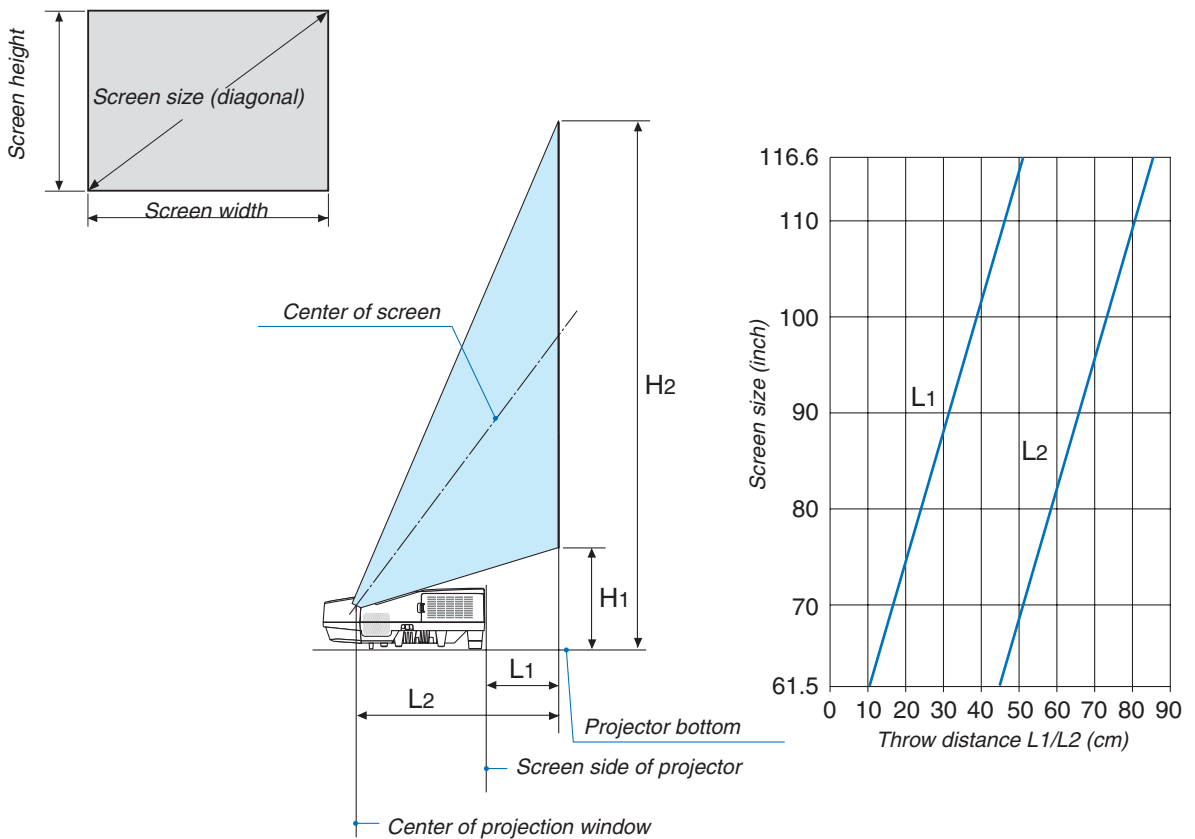 Screen height
Screen size (diagonal)
Screen width
Center of screen
H2
H1
L1
L2
Projector bottom
Screen side of projector
Center of projection window
Screen size (inch)
116.6
110
100
90
80
70
61.5
L1
L2
0 10 20 30 40 50 60 70 80 90
Throw distance L1/L2 (cm)